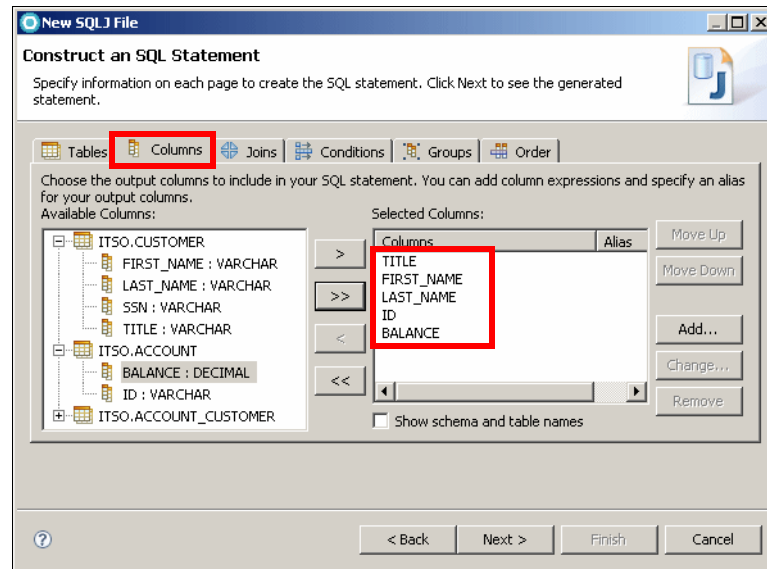 New SQLJ File
Construct an SQL Statement
Specify information on each page to create the SQL statement. Click Next to see the generated
statement.
Tables Columns Joins Conditions Groups Order
Choose the output columns to include in your SQL statement. You can add column expressions and specify an alias
for your output columns.
Available Columns: Selected Columns:
ITSO.CUSTOMER
FIRST_NAME : VARCHAR
LAST_NAME : VARCHAR
SSN : VARCHAR
TITLE : VARCHAR
ITSO.ACCOUNT
BALANCE : DECIMAL
ID : VARCHAR
ITSO.ACCOUNT_CUSTOMER
>
>>
<
<<
Columns Alias
TITLE
FIRST_NAME
LAST_NAME
ID
BALANCE
Show schema and table names
Move Up
Move Down
Add...
Change...
Remove
? < Back Next > Finish Cancel